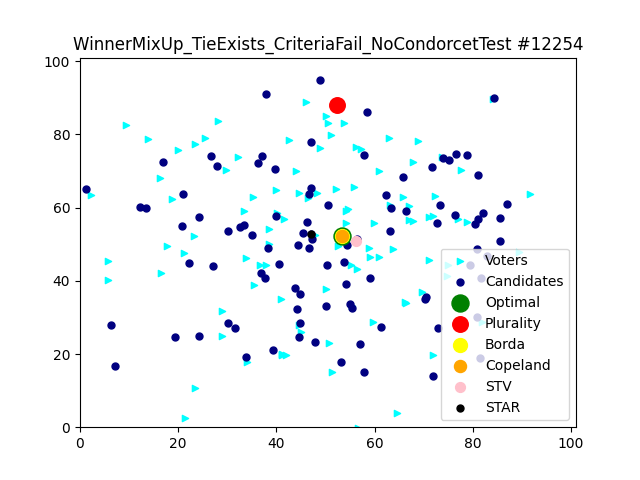 WinnerMixUp_TieExists_CriteriaFail_NoCondorcetTest #12254
100
80
60
40
20
0
Voters
Candidates
Optimal
Plurality
Borda
Copeland
STV
STAR
0 20 40 60 80 100